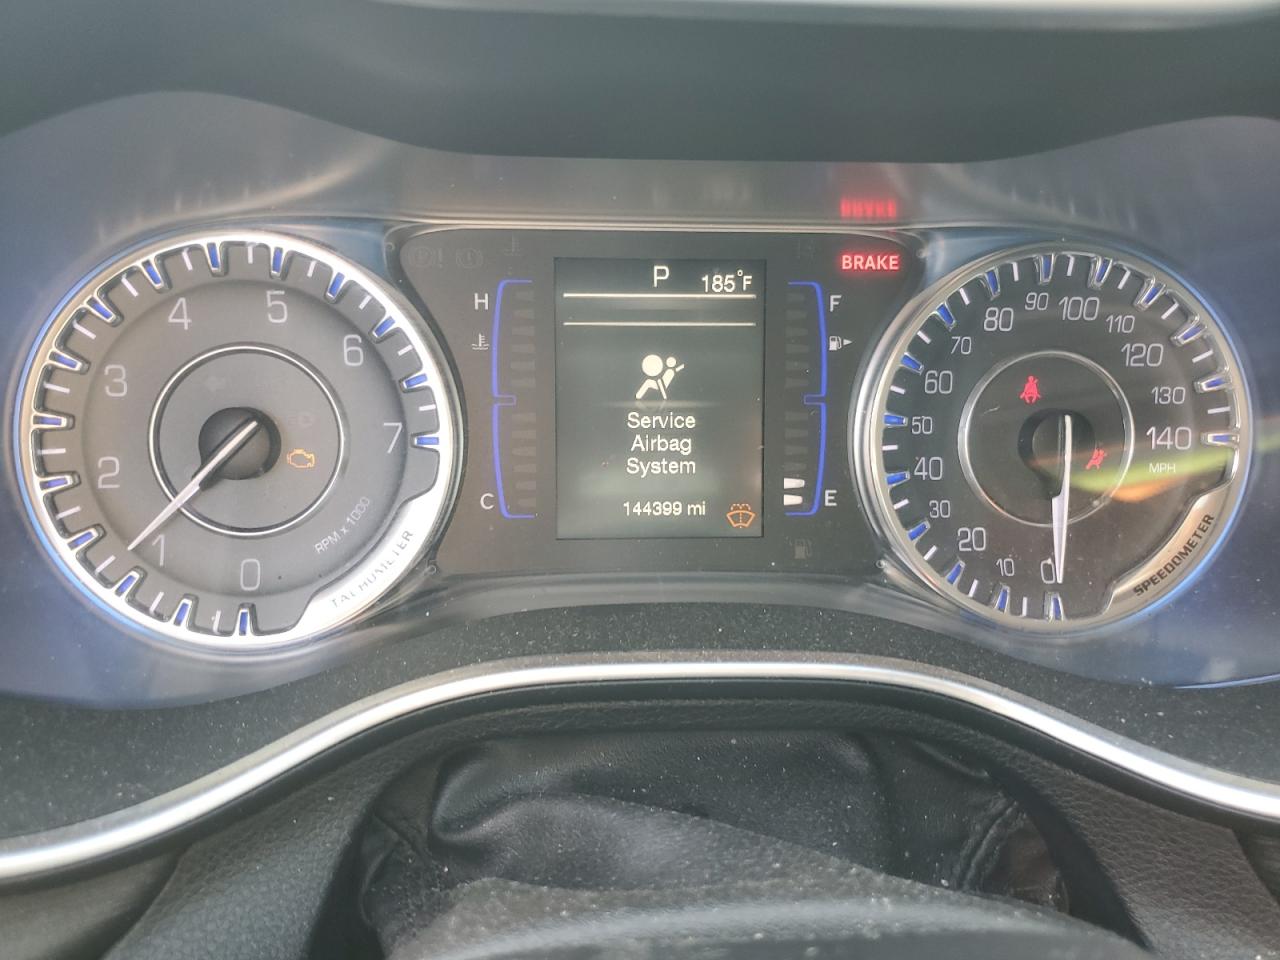 4
5
6
3
7
2
1
0
RPM x 1000
TACHOMETER
H
C
P
185°F
Service
Airbag
System
144399 mi
BRAKE
F
E
90
100
80
110
70
120
60
130
50
140
MPH
40
30
20
10
0
SPEEDOMETER